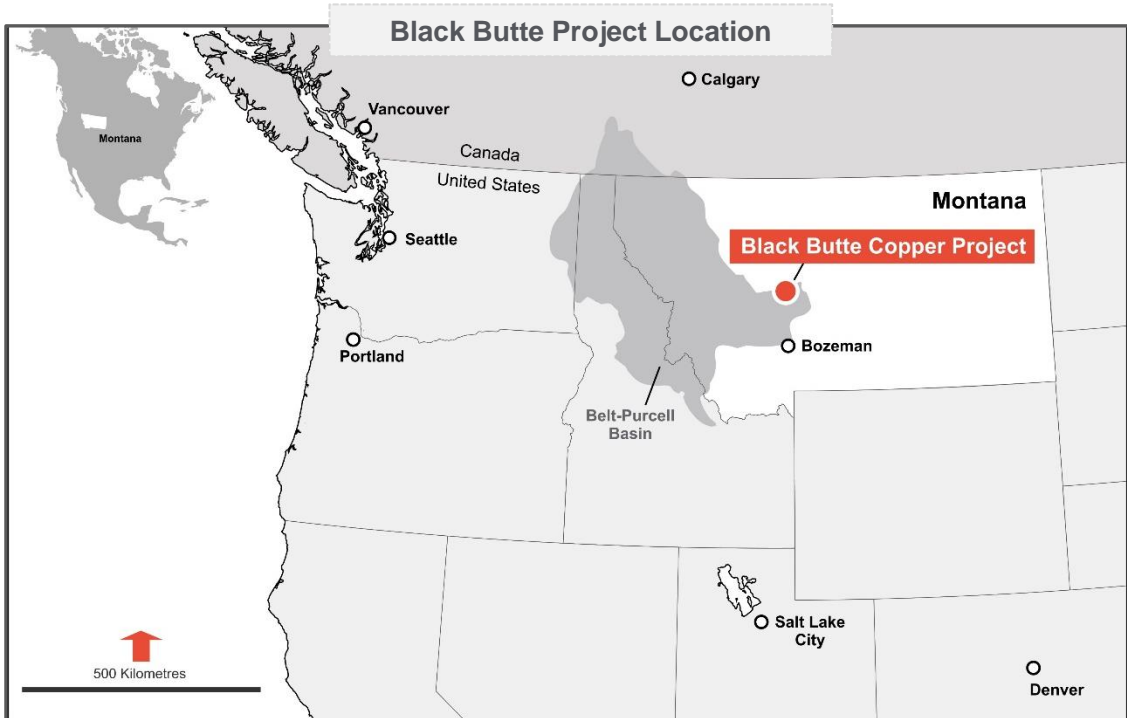 Black Butte Project Location
Montana
Vancouver
Calgary
Canada
United States
Montana
Seattle
Black Butte Copper Project
Portland
Bozeman
Belt-Purcell
Basin
Salt Lake
City
500 Kilometres
Denver